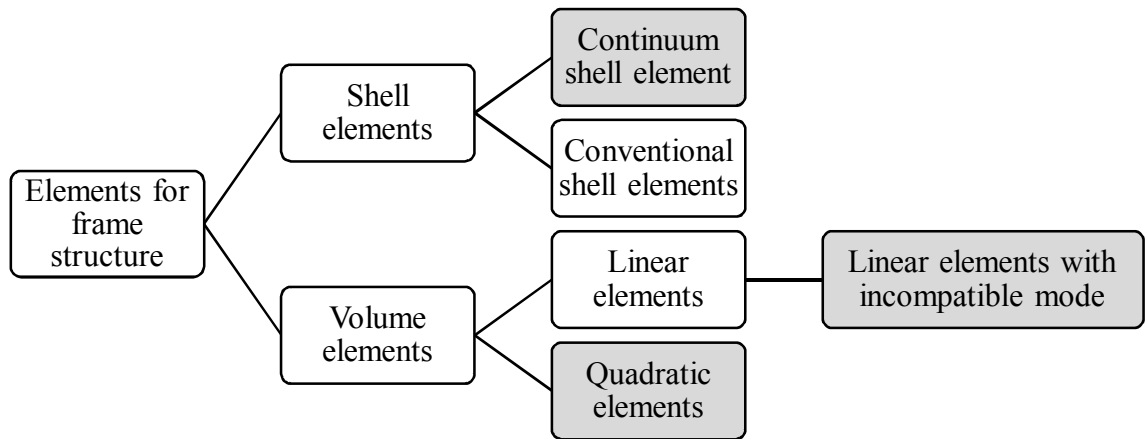 Elements for
frame
structure
Shell
elements
Continuum
shell element
Conventional
shell elements
Volume
elements
Linear
elements
Linear elements with
incompatible mode
Quadratic
elements